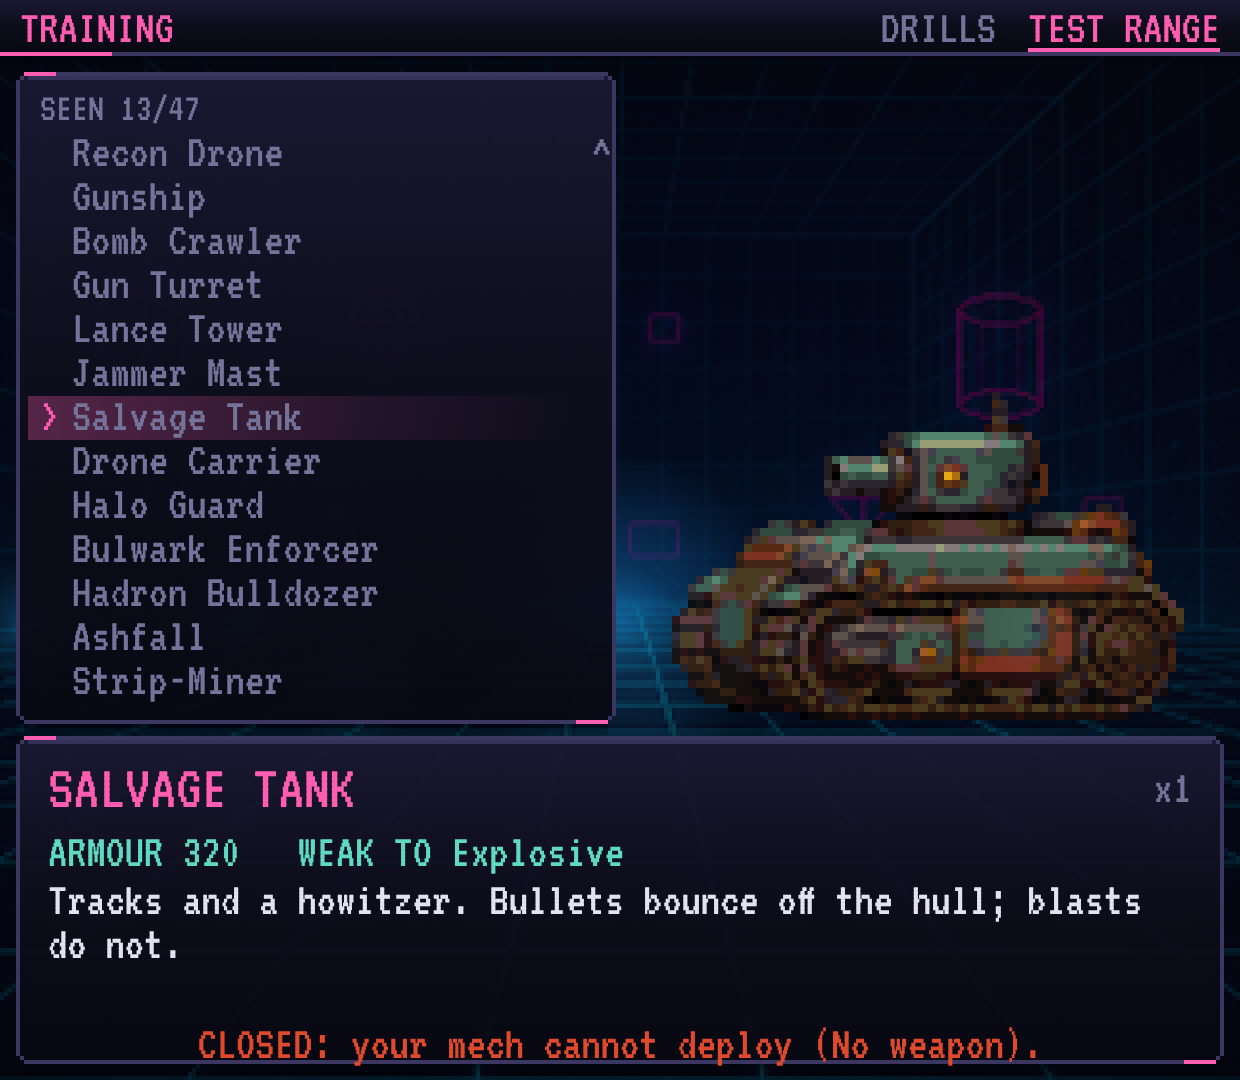 TRAINING
DRILLS TEST RANGE
SEEN 13/47
Recon Drone ^
Gunship
Bomb Crawler
Gun Turret
Lance Tower
Jammer Mast
> Salvage Tank
Drone Carrier
Halo Guard
Bulwark Enforcer
Hadron Bulldozer
Ashfall
Strip-Miner
SALVAGE TANK x1
ARMOUR 320 WEAK TO Explosive
Tracks and a howitzer. Bullets bounce off the hull; blasts
do not.
CLOSED: your mech cannot deploy (No weapon).